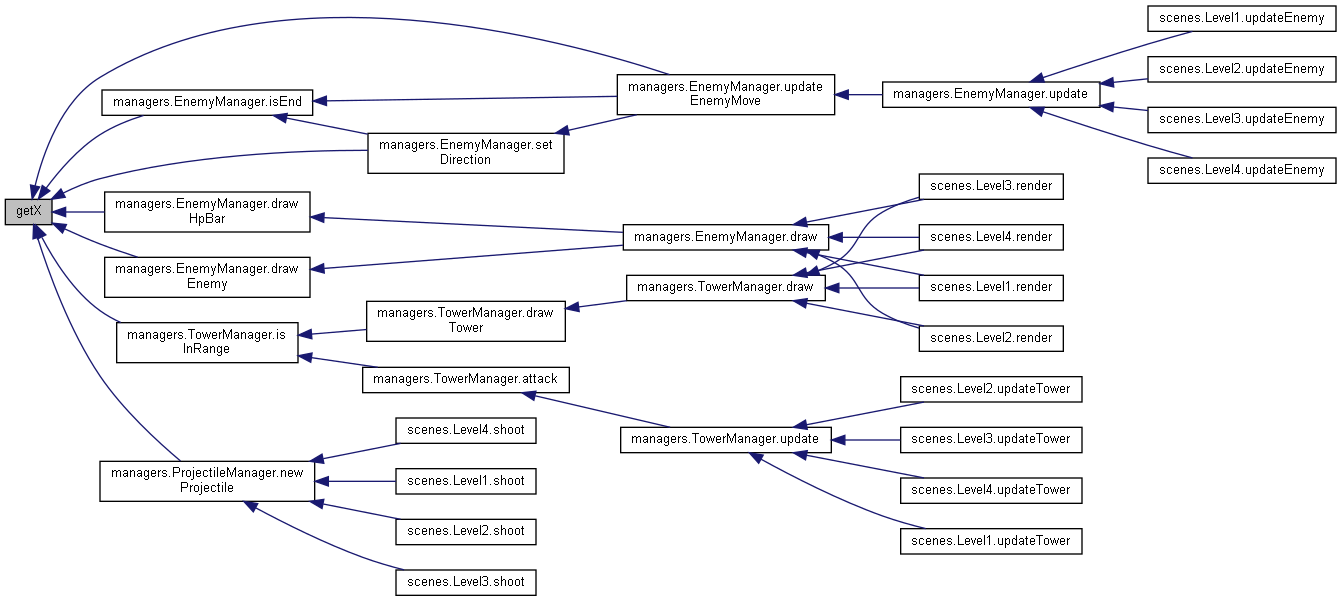 getX
managers.EnemyManager.isEnd
managers.EnemyManager.set
Direction
managers.EnemyManager.draw
HpBar
managers.EnemyManager.draw
Enemy
managers.TowerManager.is
InRange
managers.ProjectileManager.new
Projectile
managers.TowerManager.draw
Tower
managers.TowerManager.attack
scenes.Level4.shoot
scenes.Level1.shoot
scenes.Level2.shoot
scenes.Level3.shoot
managers.EnemyManager.update
EnemyMove
managers.EnemyManager.draw
managers.TowerManager.draw
managers.TowerManager.update
managers.EnemyManager.update
scenes.Level3.render
scenes.Level4.render
scenes.Level1.render
scenes.Level2.render
scenes.Level2.updateTower
scenes.Level3.updateTower
scenes.Level4.updateTower
scenes.Level1.updateTower
scenes.Level1.updateEnemy
scenes.Level2.updateEnemy
scenes.Level3.updateEnemy
scenes.Level4.updateEnemy